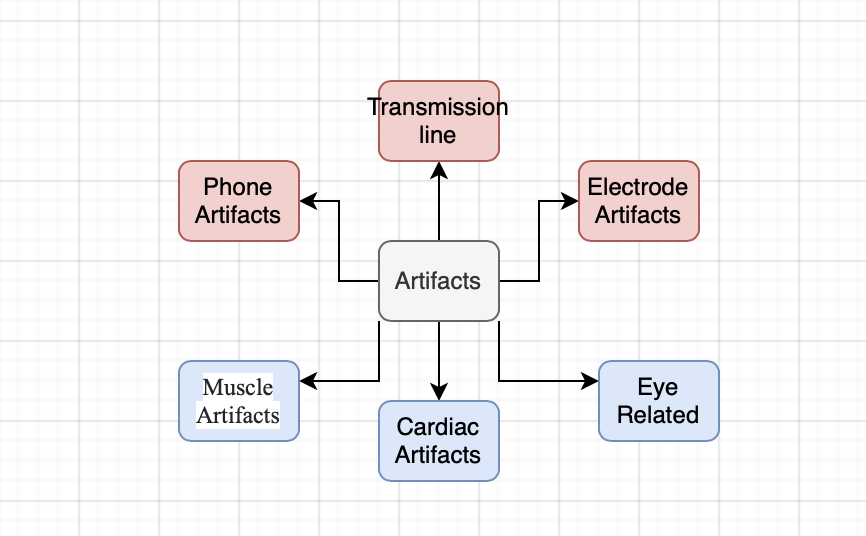 Transmission
line
Phone
Artifacts
Electrode
Artifacts
Artifacts
Muscle
Artifacts
Cardiac
Artifacts
Eye
Related